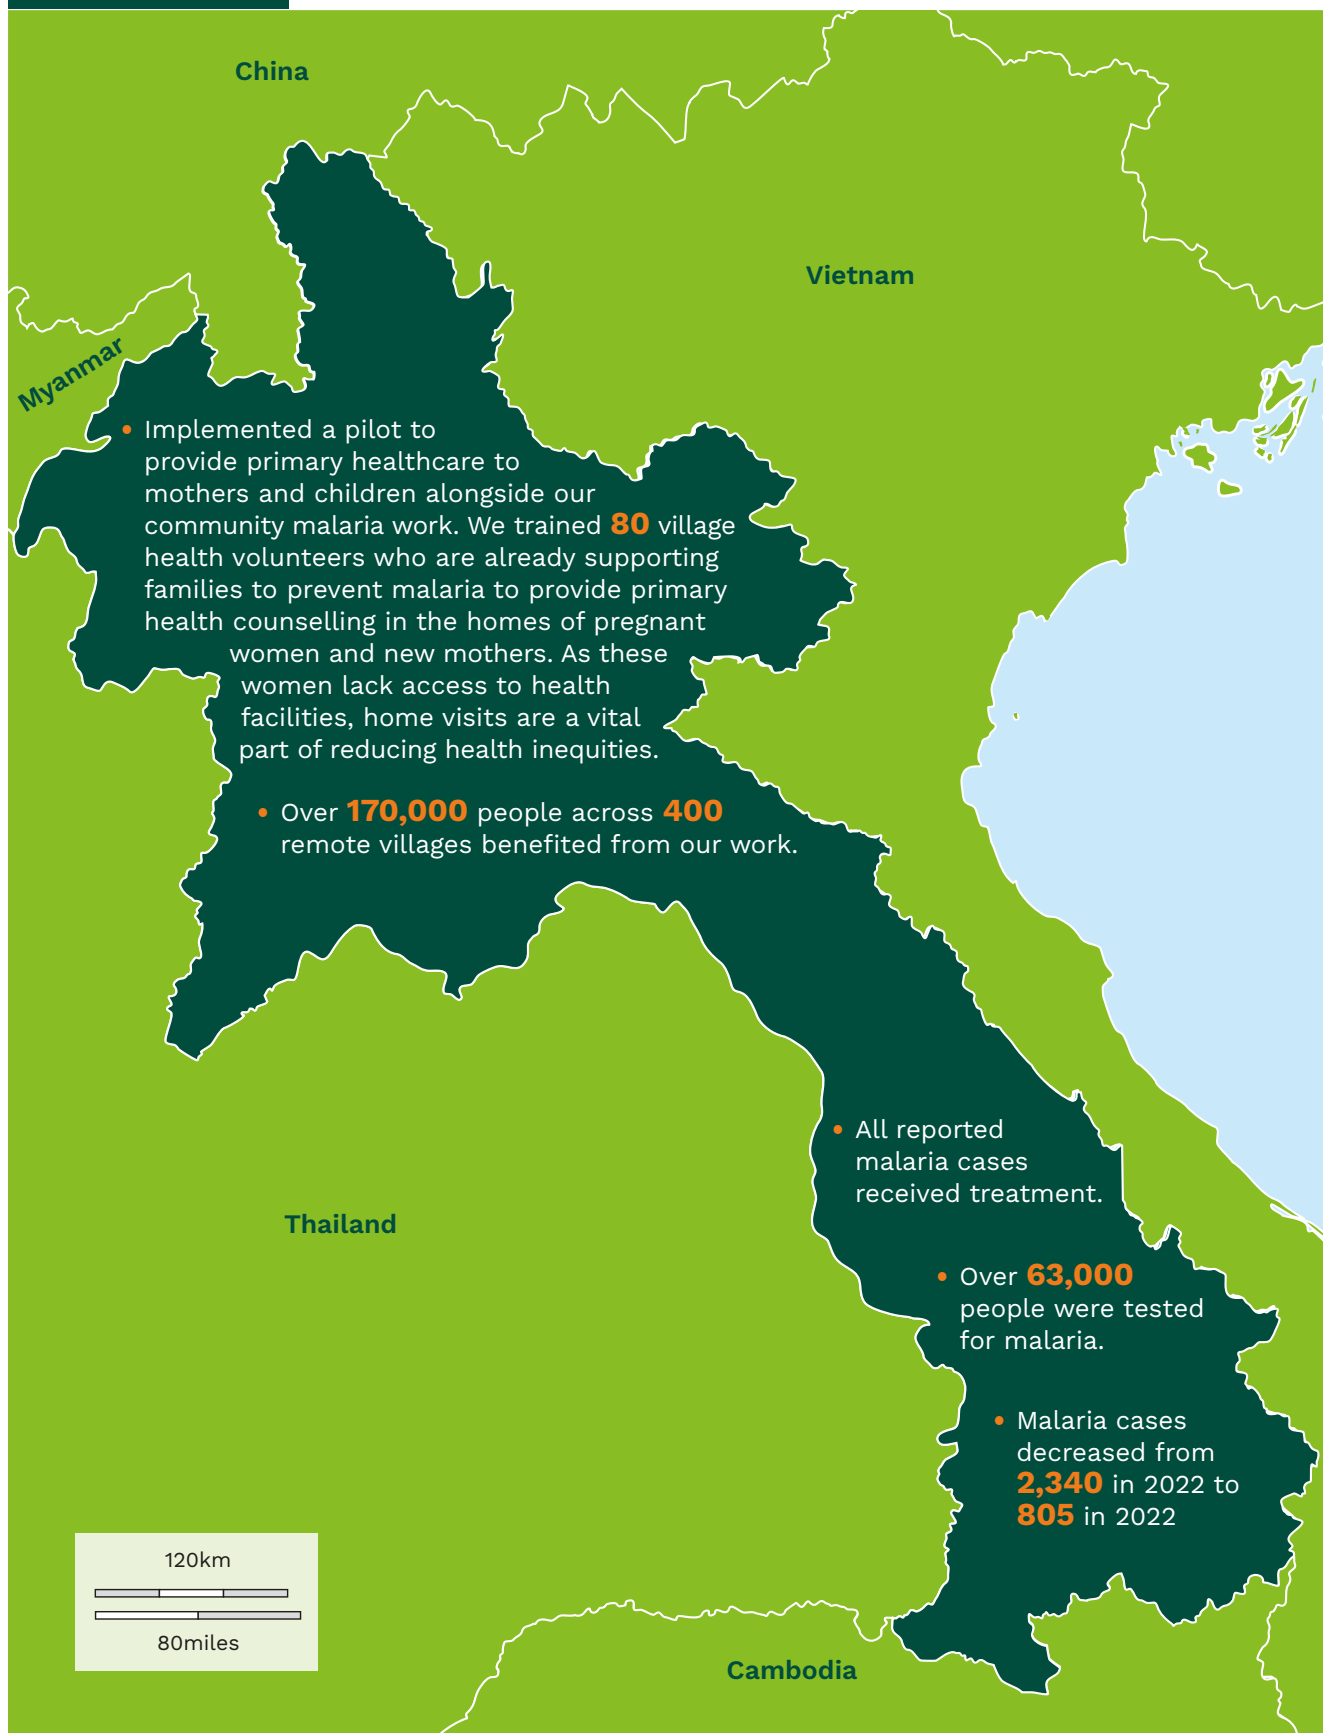 China
Vietnam
Myanmar
• Implemented a pilot to
provide primary healthcare to
mothers and children alongside our
community malaria work. We trained 80 village
health volunteers who are already supporting
families to prevent malaria to provide primary
health counselling in the homes of pregnant
women and new mothers. As these
women lack access to health
facilities, home visits are a vital
part of reducing health inequities.
• Over 170,000 people across 400
remote villages benefited from our work.
• All reported
malaria cases
received treatment.
Thailand
• Over 63,000
people were tested
for malaria.
• Malaria cases
decreased from
2,340 in 2022 to
805 in 2022
120km
80miles
Cambodia